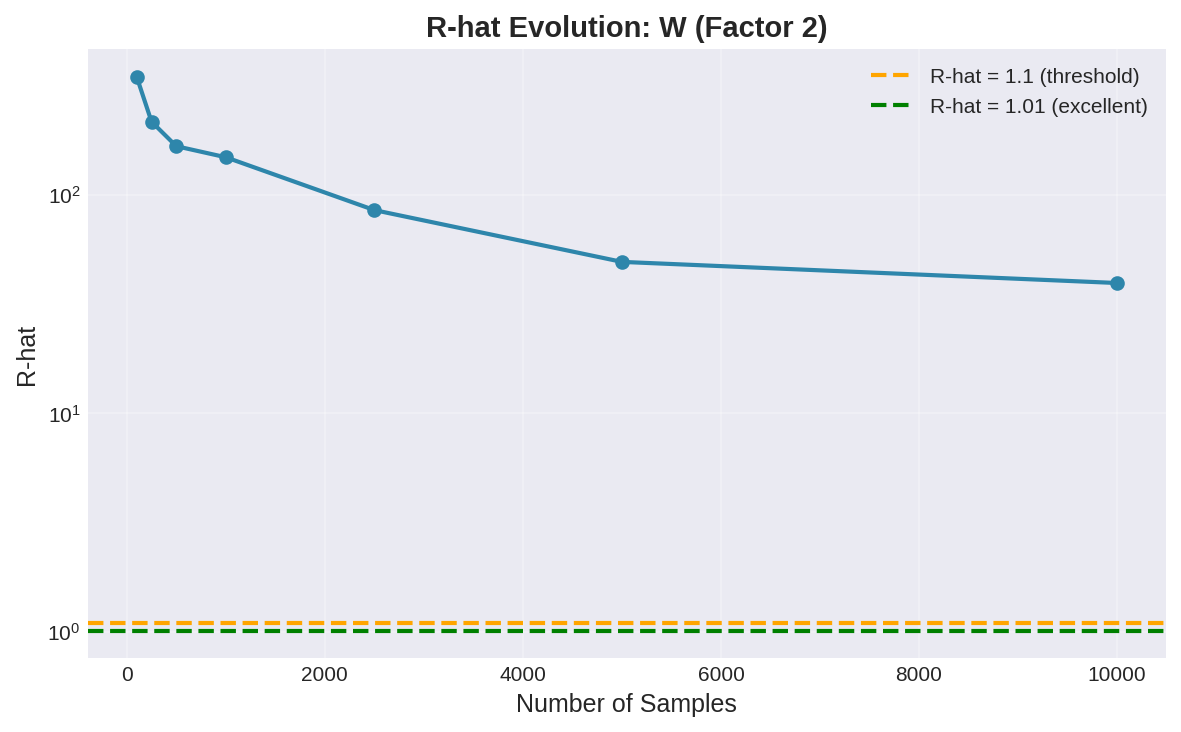 R-hat Evolution: W (Factor 2)
R-hat = 1.1 (threshold)
R-hat = 1.01 (excellent)
10²
10¹
10⁰
R-hat
0 2000 4000 6000 8000 10000
Number of Samples